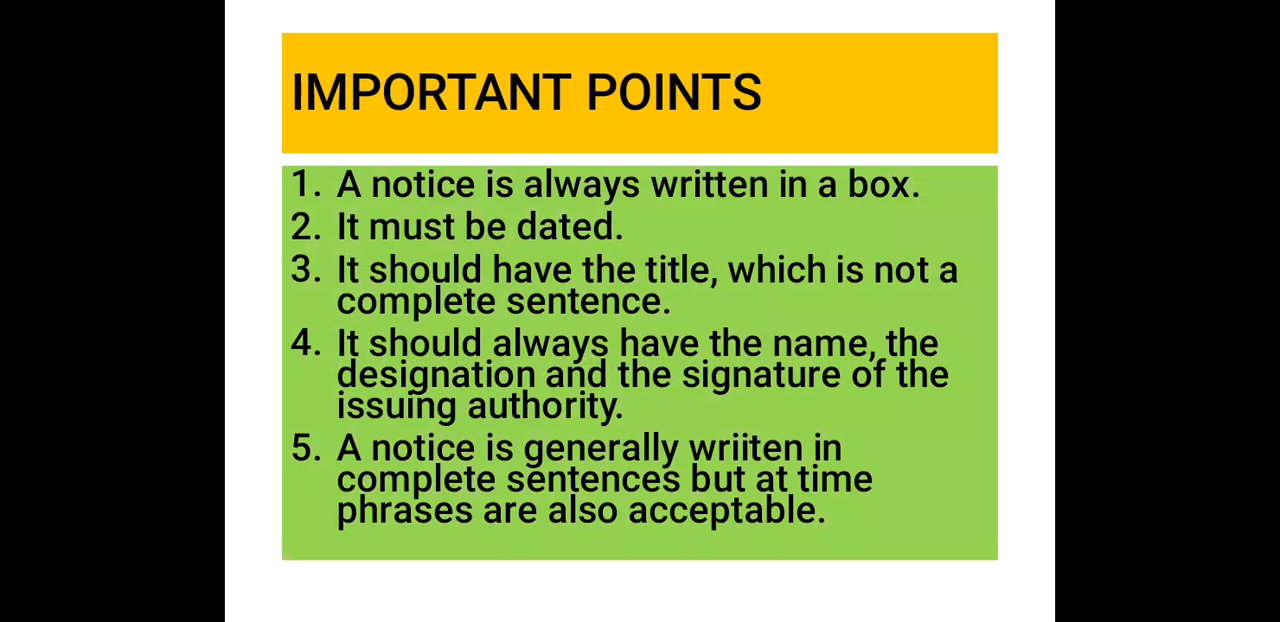 IMPORTANT POINTS
1. A notice is always written in a box.
2. It must be dated.
3. It should have the title, which is not a
complete sentence.
4. It should always have the name, the
designation and the signature of the
issuing authority.
5. A notice is generally wriiten in
complete sentences but at time
phrases are also acceptable.